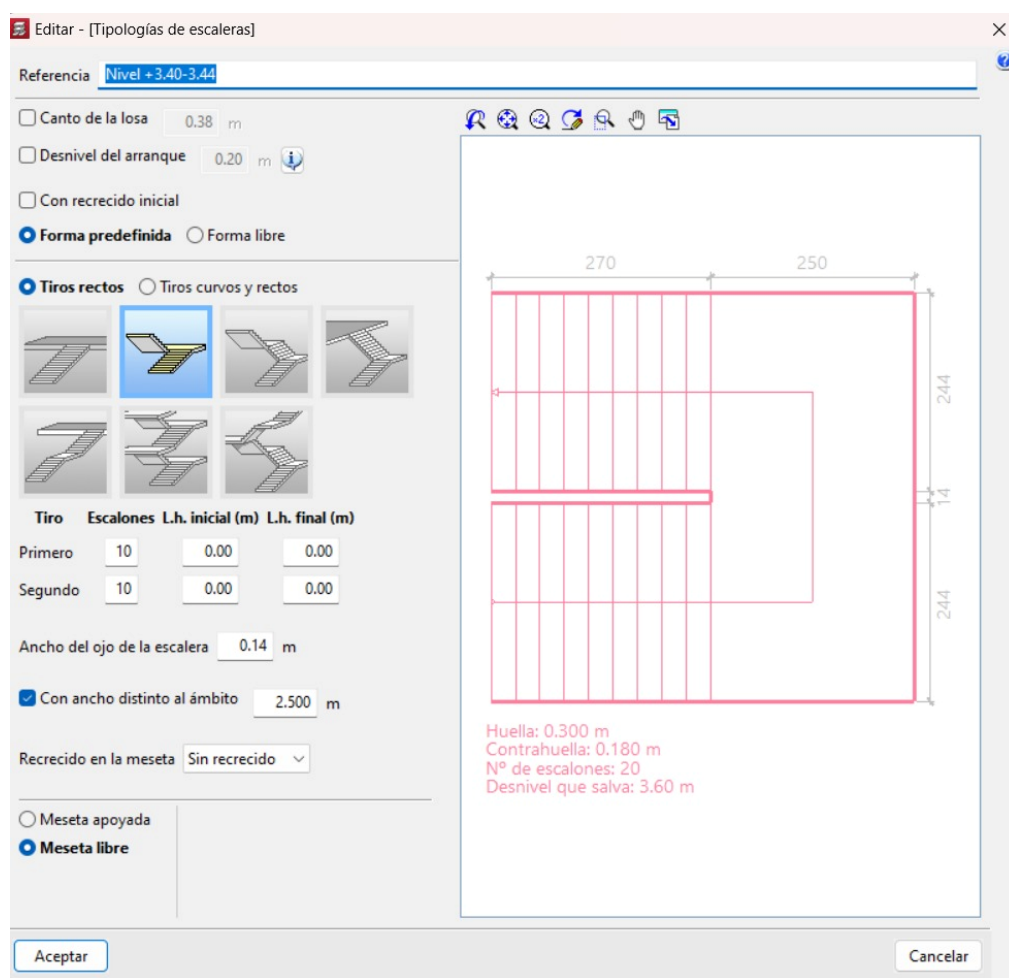 Editar - [Tipologías de escaleras]
Referencia Nivel +3.40-3.44
Canto de la losa 0.38 m
Desnivel del arranque 0.20 m
Con recrecido inicial
Forma predefinida Forma libre
Tiros rectos Tiros curvos y rectos
Tiro Escalones L.h. inicial (m) L.h. final (m)
Primero 10 0.00 0.00
Segundo 10 0.00 0.00
Ancho del ojo de la escalera 0.14 m
Con ancho distinto al ámbito 2.500 m
Recrecido en la meseta Sin recrecido
Meseta apoyada
Meseta libre
x2
270 250
244
14
244
Huella: 0.300 m
Contrahuella: 0.180 m
Nº de escalones: 20
Desnivel que salva: 3.60 m
Aceptar Cancelar